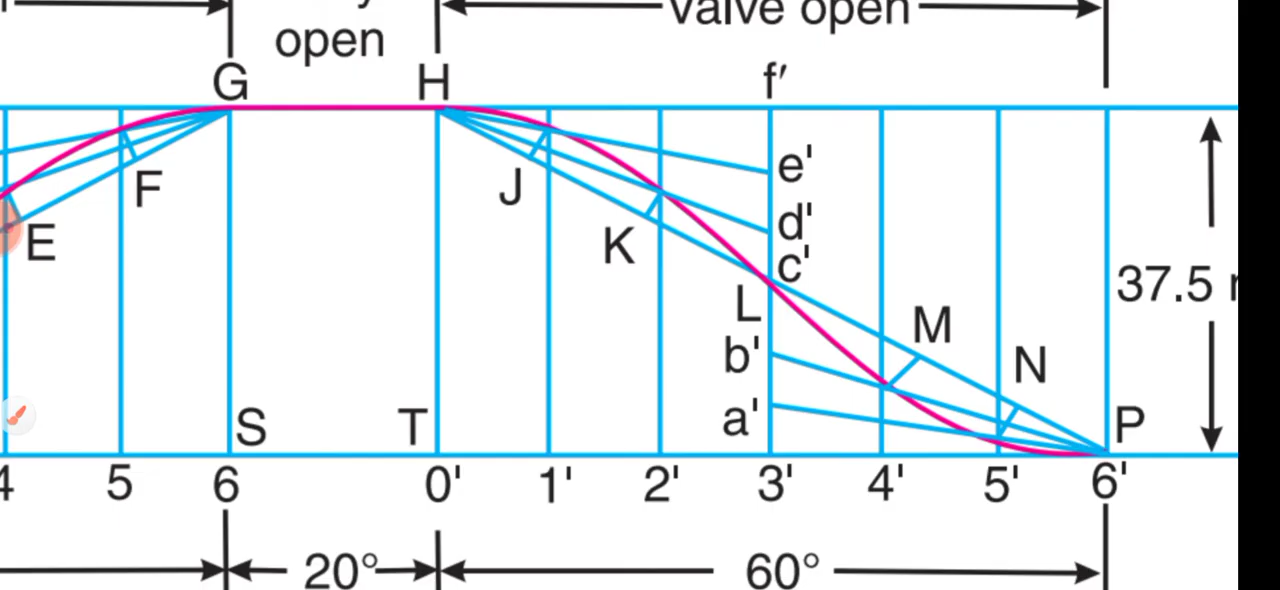 open
valve open
G H f′
e'
F J
d'
E K
c'
37.5
L M
b' N
a'
S T P
4 5 6 0' 1' 2' 3' 4' 5' 6'
20° 60°